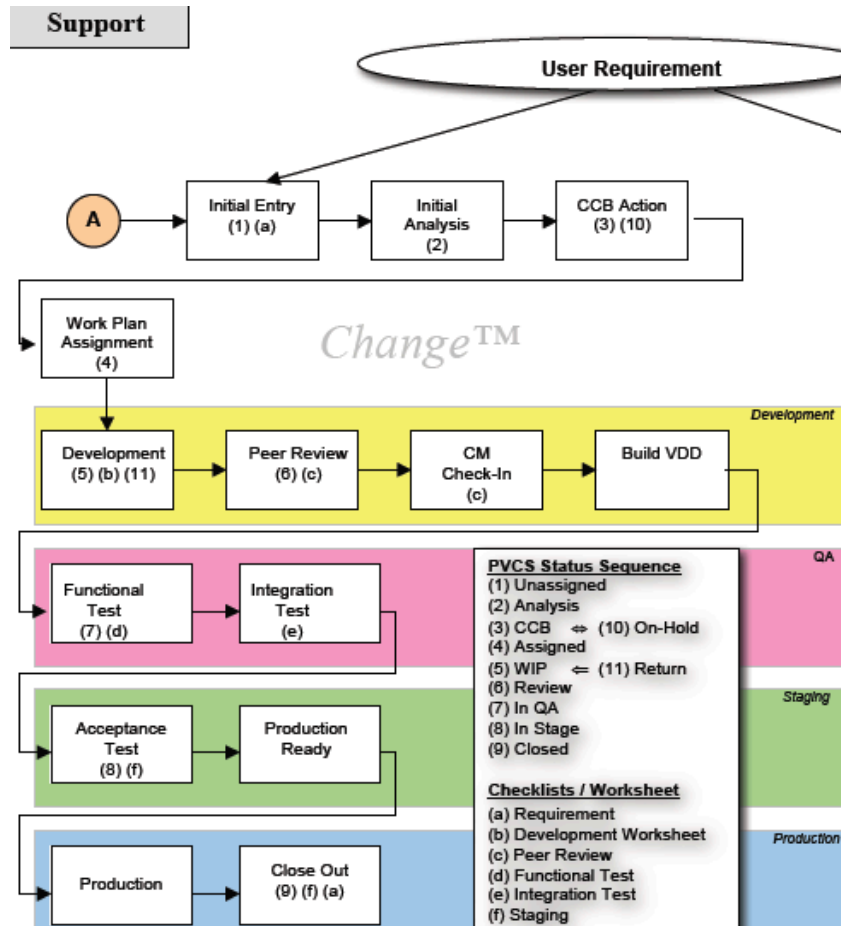 Support
User Requirement
A
Initial Entry
(1) (a)
Initial
Analysis
(2)
CCB Action
(3) (10)
Work Plan
Assignment
(4)
Change™
Development
Development
(5) (b) (11)
Peer Review
(6) (c)
CM
Check-In
(c)
Build VDD
QA
Functional
Test
(7) (d)
Integration
Test
(e)
PVCS Status Sequence
(1) Unassigned
(2) Analysis
(3) CCB ⇔ (10) On-Hold
(4) Assigned
(5) WIP ⇐ (11) Return
(6) Review
(7) In QA
(8) In Stage
(9) Closed
Staging
Acceptance
Test
(8) (f)
Production
Ready
Checklists / Worksheet
(a) Requirement
(b) Development Worksheet
(c) Peer Review
(d) Functional Test
(e) Integration Test
(f) Staging
Production
Production
Close Out
(9) (f) (a)